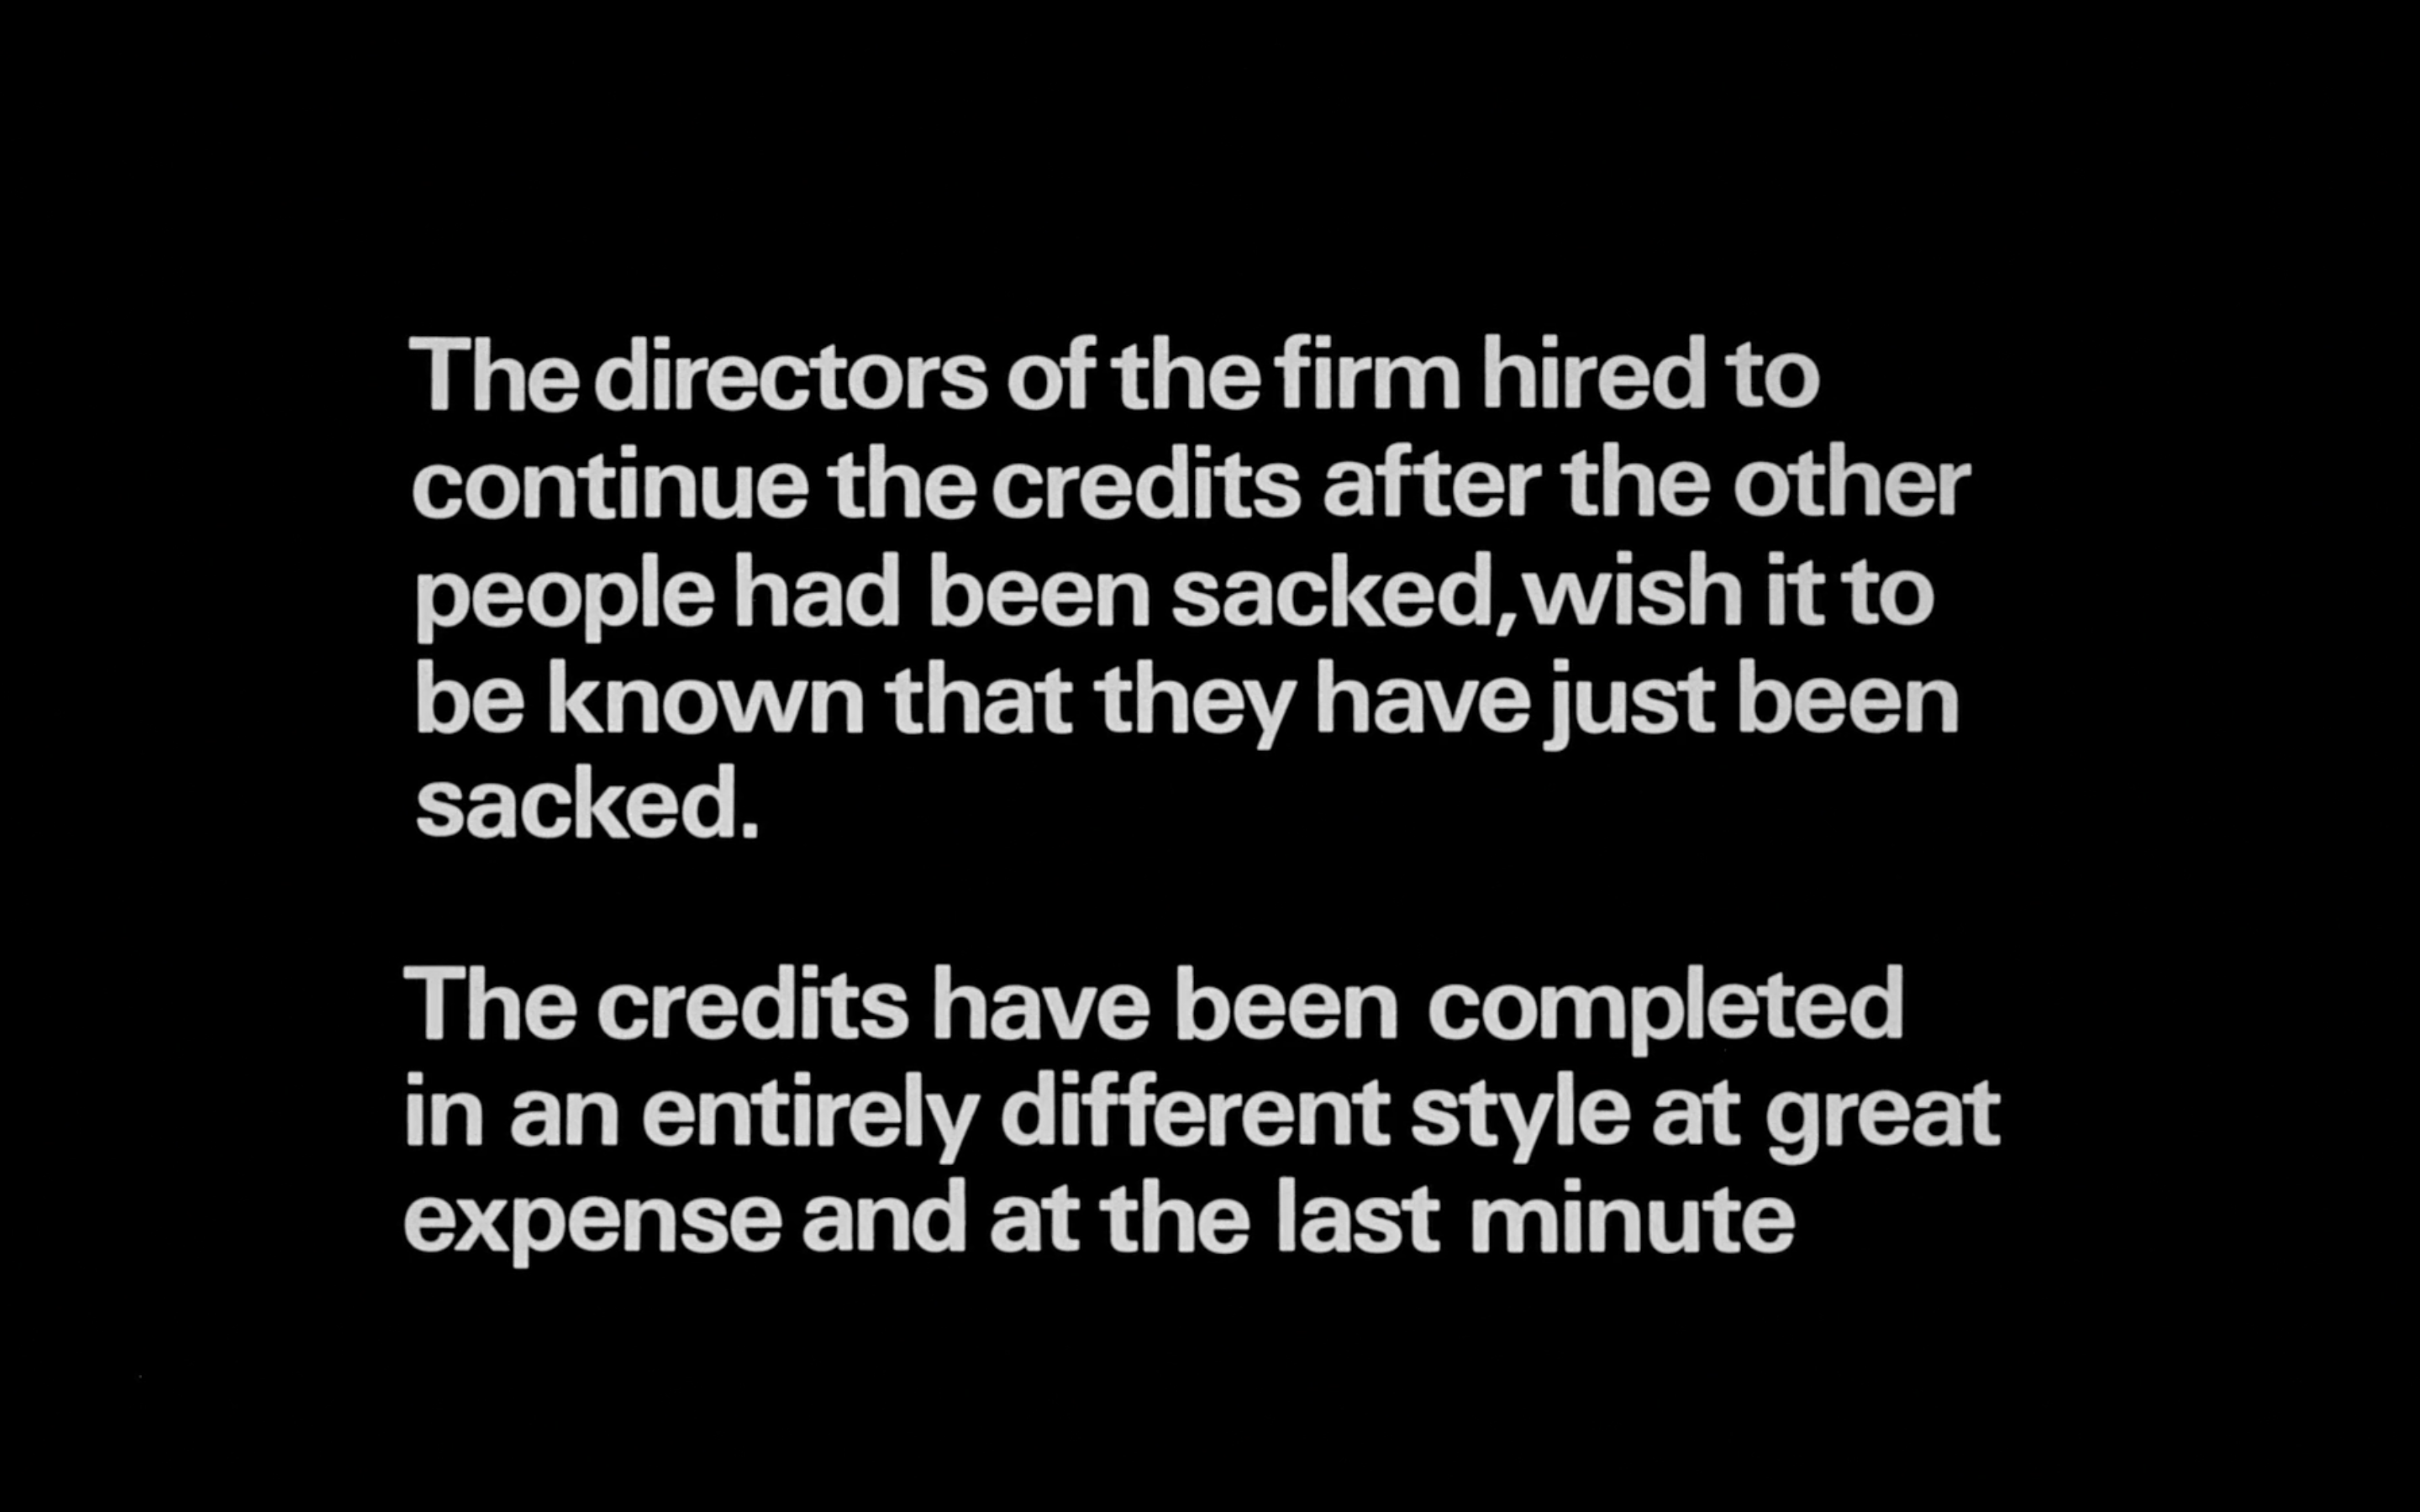 The directors of the firm hired to
continue the credits after the other
people had been sacked, wish it to
be known that they have just been
sacked.
The credits have been completed
in an entirely different style at great
expense and at the last minute